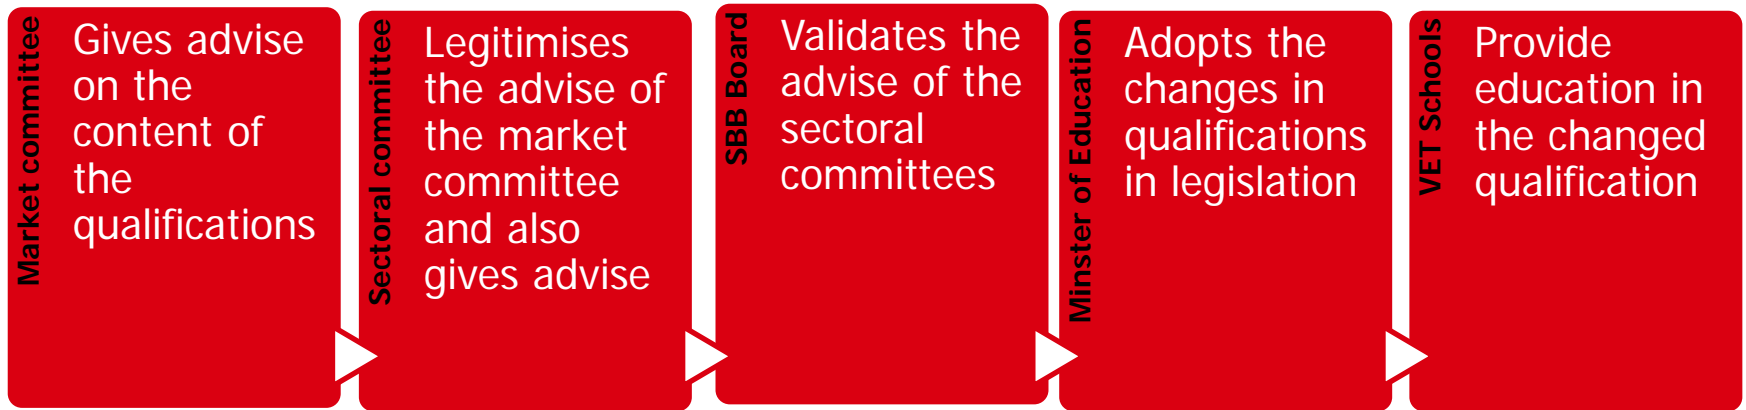 Market committee
Gives advise
on the
content of
the
qualifications
Sectoral committee
Legitimises
the advise of
the market
committee
and also
gives advise
SBB Board
Validates the
advise of the
sectoral
committees
Minster of Education
Adopts the
changes in
qualifications
in legislation
VET Schools
Provide
education in
the changed
qualification